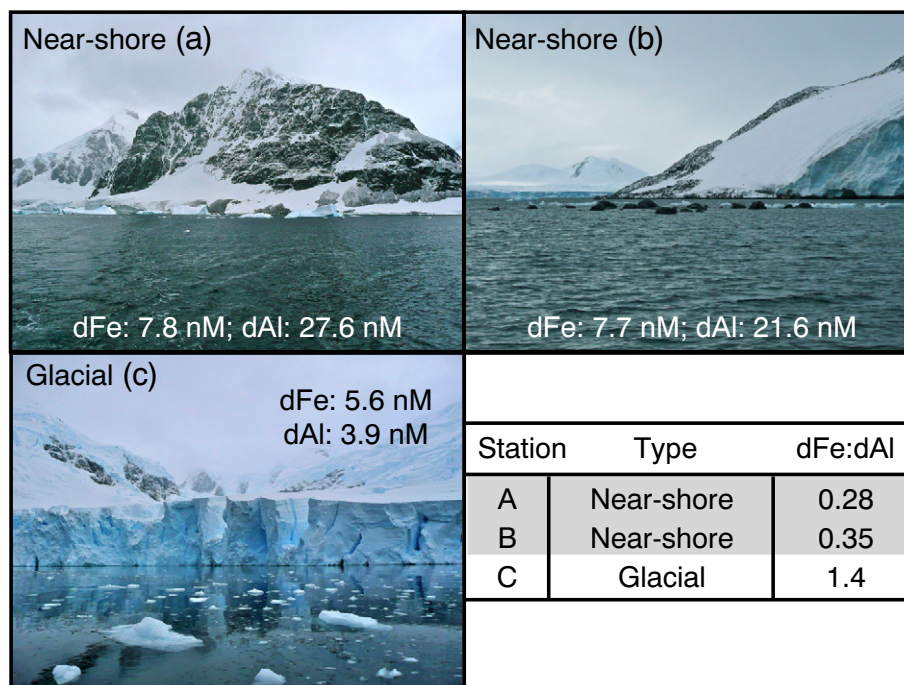 Near-shore (a)
dFe: 7.8 nM; dAl: 27.6 nM
Near-shore (b)
dFe: 7.7 nM; dAl: 21.6 nM
Glacial (c)
dFe: 5.6 nM
dAl: 3.9 nM
Station Type dFe:dAl
A Near-shore 0.28
B Near-shore 0.35
C Glacial 1.4